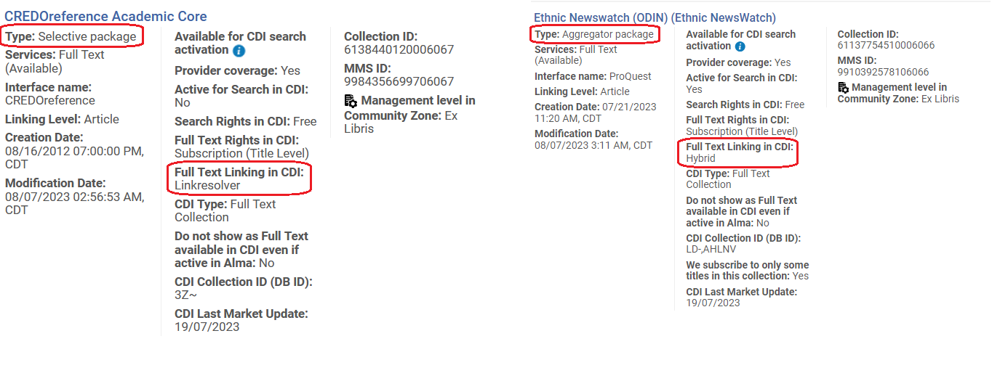 CREDOreference Academic Core
Type: Selective package
Services: Full Text
(Available)
Interface name:
CREDOreference
Linking Level: Article
Creation Date:
08/16/2012 07:00:00 PM,
CDT
Modification Date:
08/07/2023 02:56:53 AM,
CDT
Available for CDI search
activation
Provider coverage: Yes
Active for Search in CDI:
No
Search Rights in CDI: Free
Full Text Rights in CDI:
Subscription (Title Level)
Full Text Linking in CDI:
Linkresolver
CDI Type: Full Text
Collection
Do not show as Full Text
available in CDI even if
active in Alma: No
CDI Collection ID (DB ID):
3Z~
CDI Last Market Update:
19/07/2023
Collection ID:
6138440120006067
MMS ID:
9984356699706067
Management level in
Community Zone: Ex
Libris
Ethnic Newswatch (ODIN) (Ethnic NewsWatch)
Type: Aggregator package
Services: Full Text
(Available)
Interface name: ProQuest
Linking Level: Article
Creation Date: 07/21/2023
11:20 AM, CDT
Modification Date:
08/07/2023 3:11 AM, CDT
Available for CDI search
activation
Provider coverage: Yes
Active for Search in CDI:
Yes
Search Rights in CDI: Free
Full Text Rights in CDI:
Subscription (Title Level)
Full Text Linking in CDI:
Hybrid
CDI Type: Full Text
Collection
Do not show as Full Text
available in CDI even if
active in Alma: No
CDI Collection ID (DB ID):
LD-,AHLNV
We subscribe to only some
titles in this collection: Yes
CDI Last Market Update:
19/07/2023
Collection ID:
61137754510006066
MMS ID:
9910392578106066
Management level in
Community Zone: Ex Libris